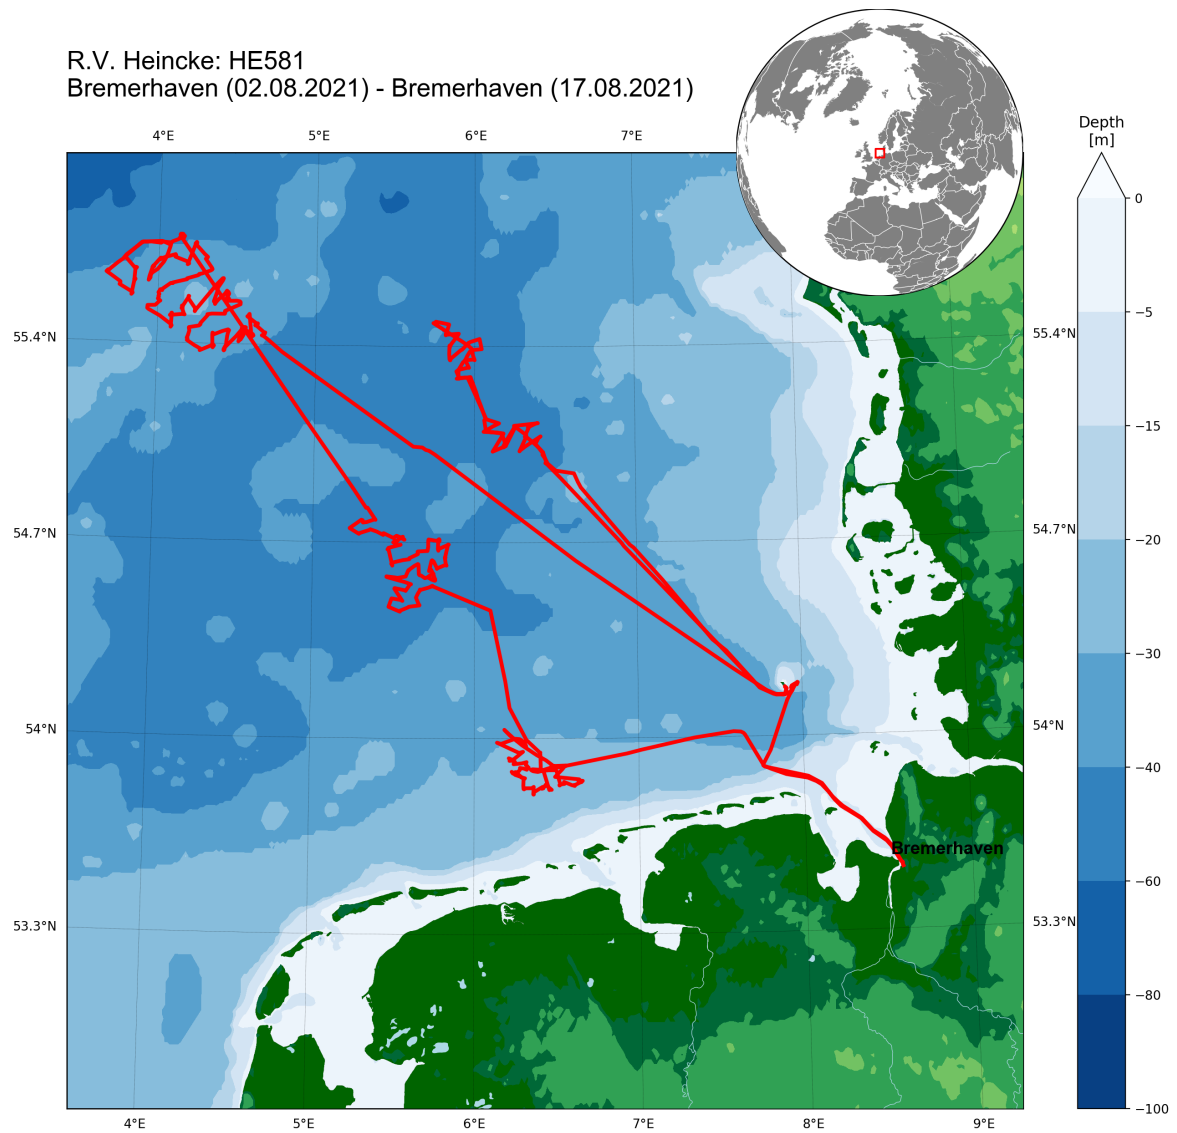 R.V. Heincke: HE581
Bremerhaven (02.08.2021) - Bremerhaven (17.08.2021)
Depth
[m]
4°E 5°E 6°E 7°E
0
−5
−15
−20
−30
−40
−60
−80
−100
55.4°N 55.4°N
54.7°N 54.7°N
54°N 54°N
Bremerhaven
53.3°N 53.3°N
4°E 5°E 6°E 7°E 8°E 9°E